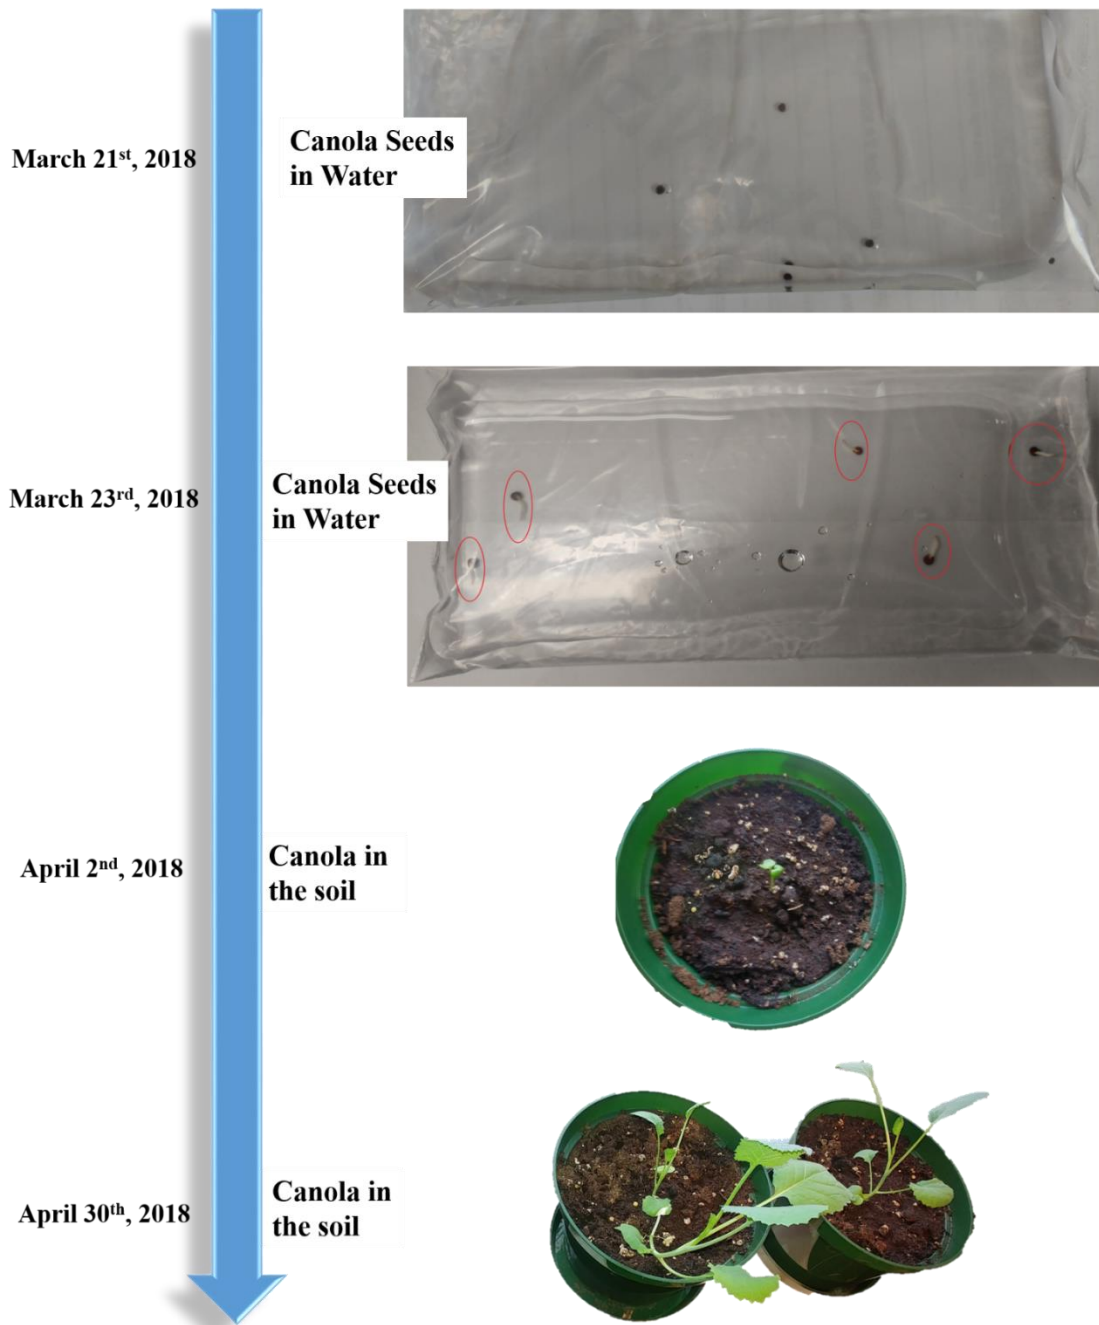 March 21st, 2018
Canola Seeds
in Water
March 23rd, 2018
Canola Seeds
in Water
April 2nd, 2018
Canola in
the soil
April 30th, 2018
Canola in
the soil